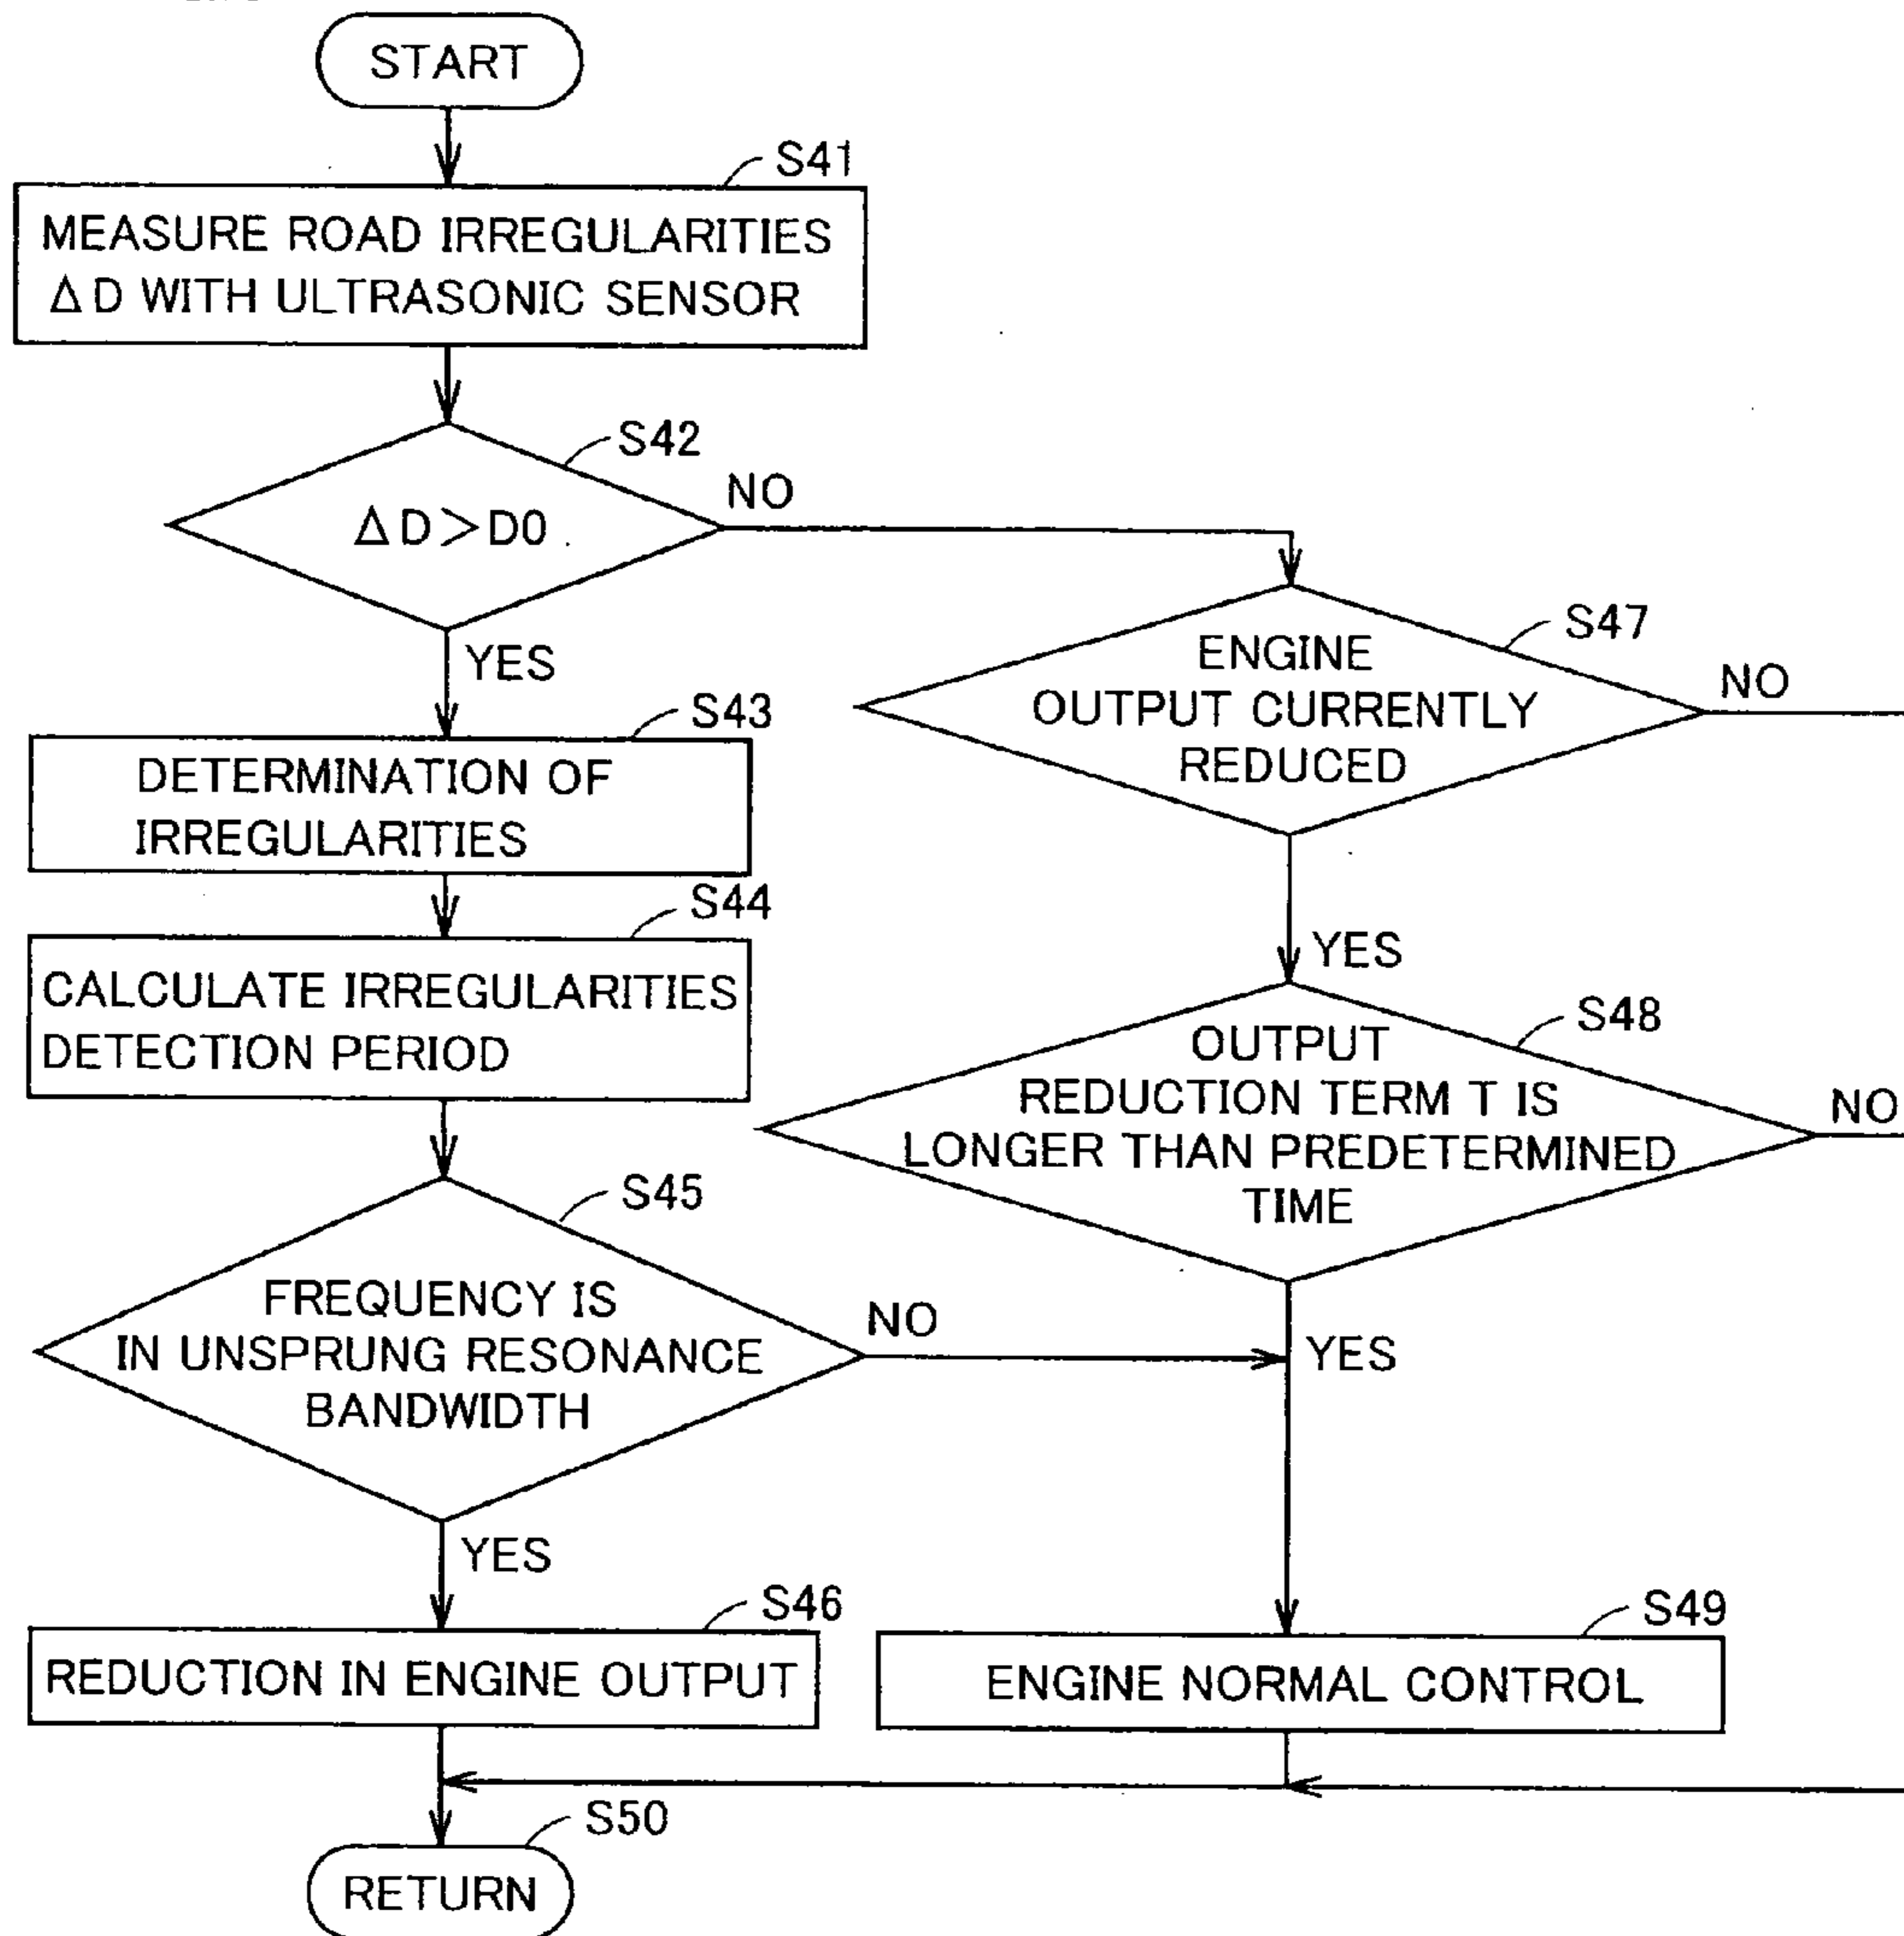 START
S41
MEASURE ROAD IRREGULARITIES
ΔD WITH ULTRASONIC SENSOR
S42
ΔD>D0
NO
YES
S47
ENGINE
OUTPUT CURRENTLY
REDUCED
NO
YES
S43
DETERMINATION OF
IRREGULARITIES
S44
CALCULATE IRREGULARITIES
DETECTION PERIOD
S48
OUTPUT
REDUCTION TERM T IS
LONGER THAN PREDETERMINED
TIME
NO
YES
S45
FREQUENCY IS
IN UNSPRUNG RESONANCE
BANDWIDTH
NO
YES
S46
REDUCTION IN ENGINE OUTPUT
S49
ENGINE NORMAL CONTROL
S50
RETURN